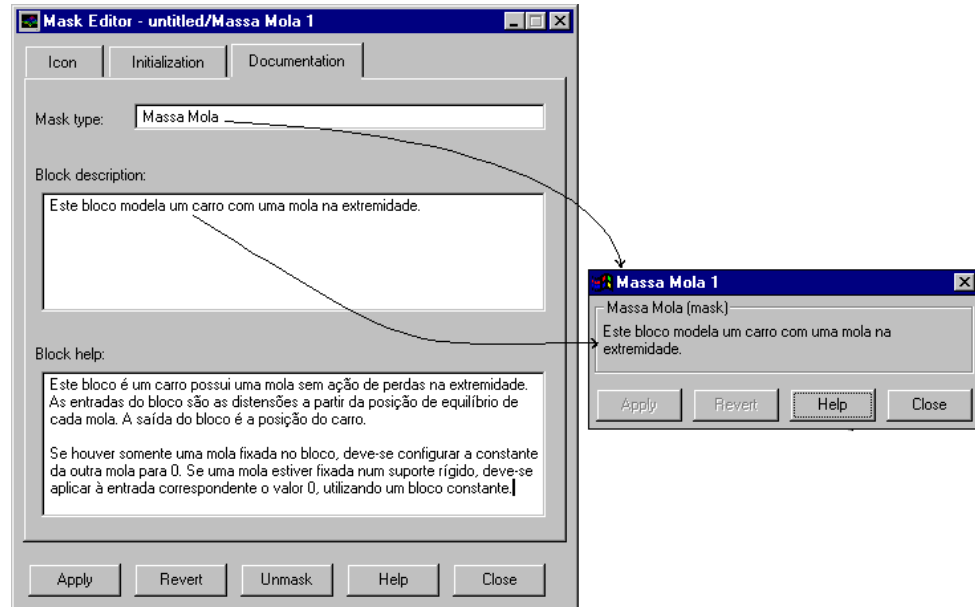 Mask Editor - untitled/Massa Mola 1
Icon
Initialization
Documentation
Mask type:
Massa Mola
Block description:
Este bloco modela um carro com uma mola na extremidade.
Block help:
Este bloco é um carro possui uma mola sem ação de perdas na extremidade.
As entradas do bloco são as distensões a partir da posição de equilíbrio de
cada mola. A saída do bloco é a posição do carro.
Se houver somente uma mola fixada no bloco, deve-se configurar a constante
da outra mola para 0. Se uma mola estiver fixada num suporte rígido, deve-se
aplicar à entrada correspondente o valor 0, utilizando um bloco constante.
Apply
Revert
Unmask
Help
Close
Massa Mola 1
Massa Mola (mask)
Este bloco modela um carro com uma mola na
extremidade.
Apply
Revert
Help
Close